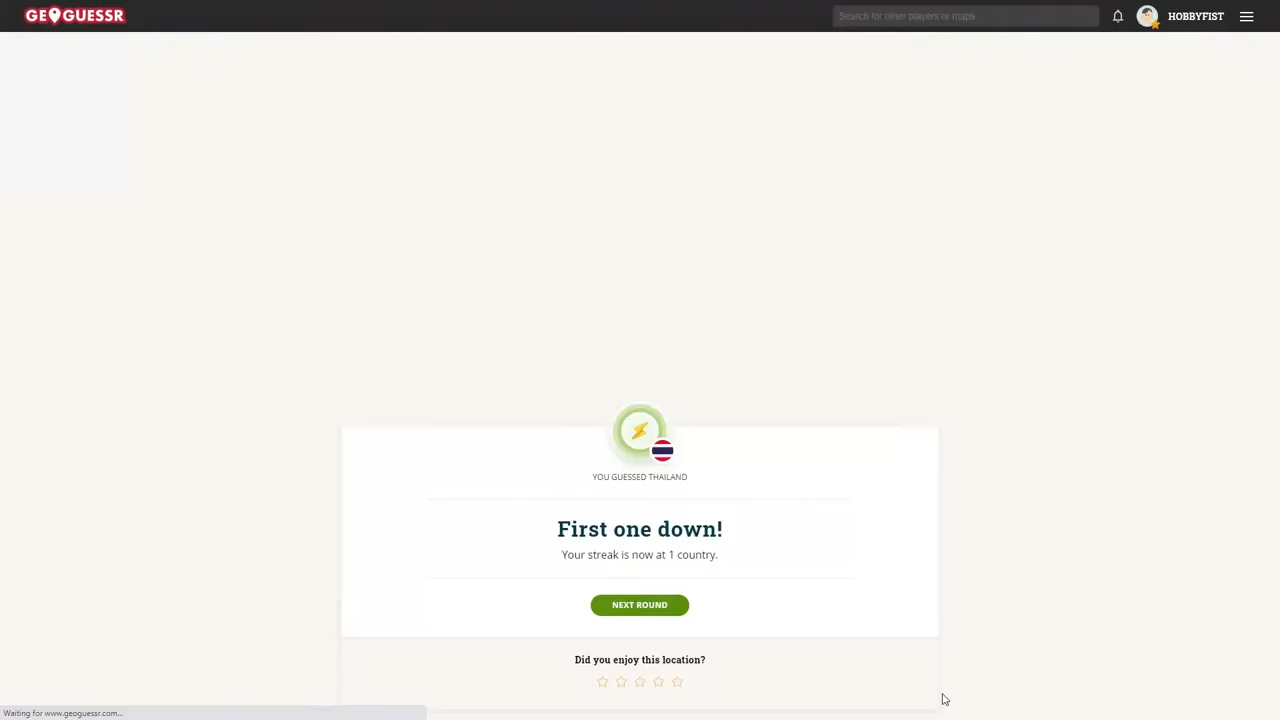 GEOGUESSR
Search for other players or maps
HOBBYFIST
YOU GUESSED THAILAND
First one down!
Your streak is now at 1 country.
NEXT ROUND
Did you enjoy this location?
Waiting for www.geoguessr.com...